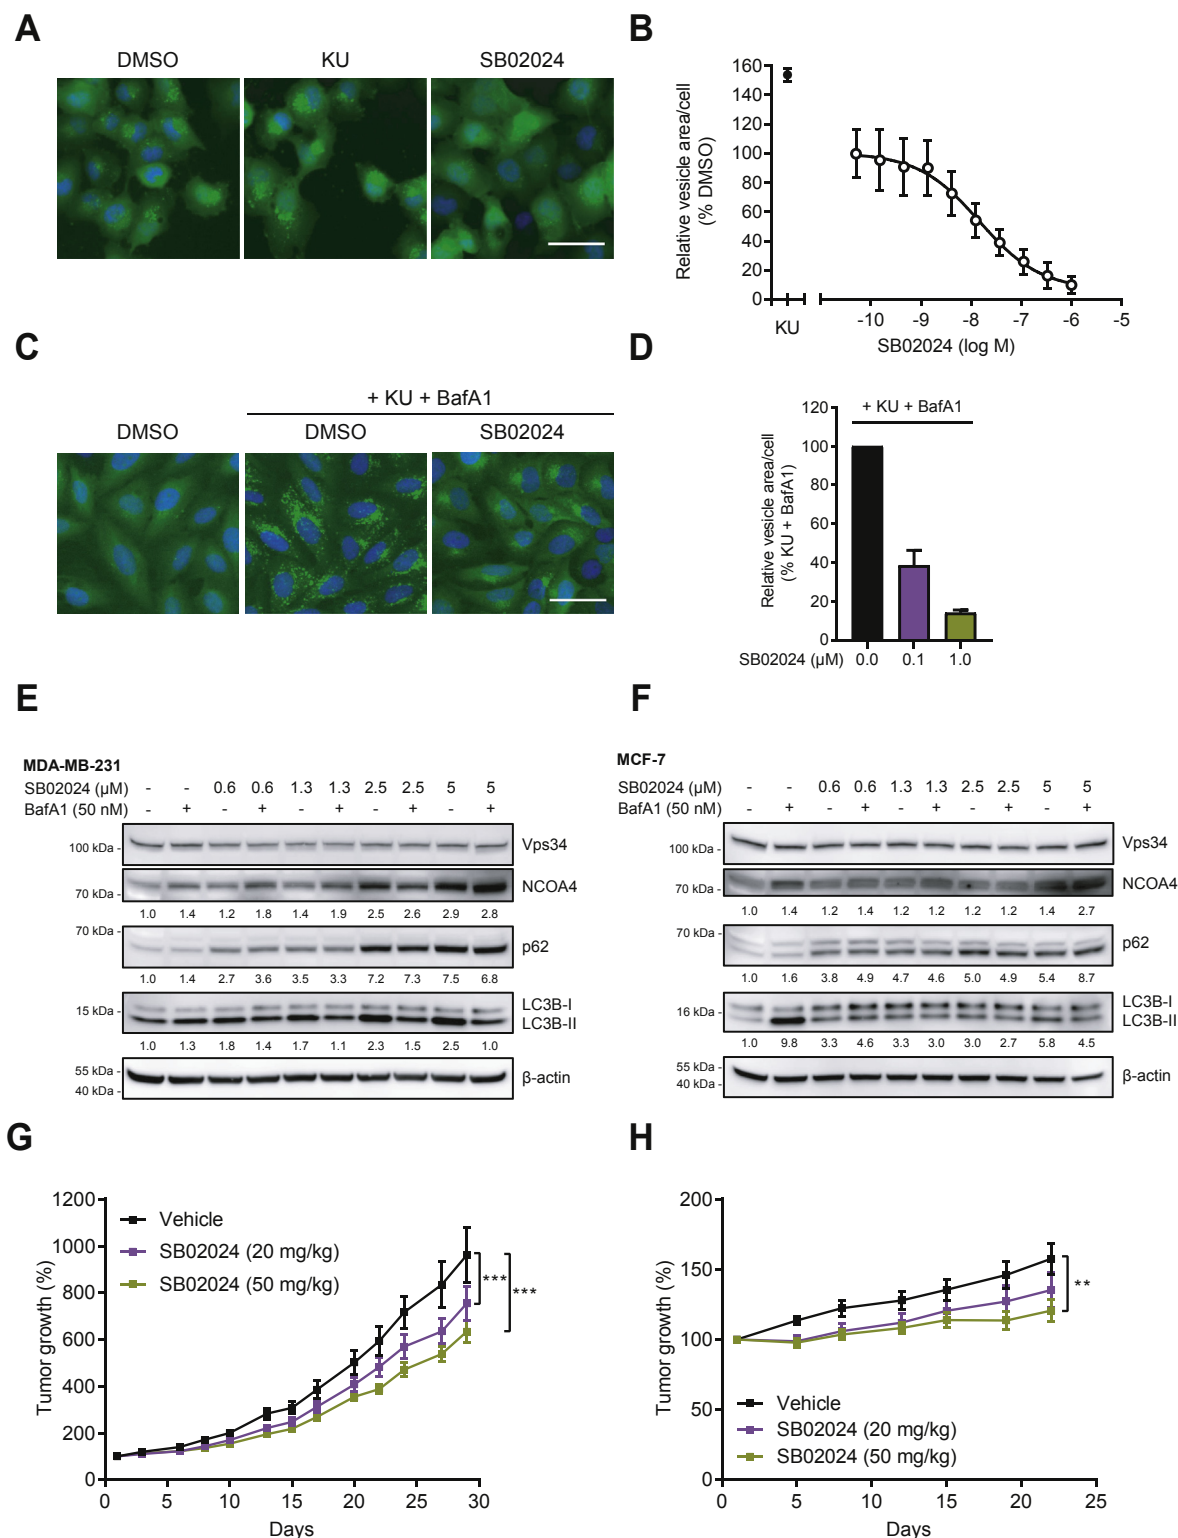 A
DMSO KU SB02024
B
Relative vesicle area/cell
(% DMSO)
160
140
120
100
80
60
40
20
0
KU
-10 -9 -8 -7 -6 -5
SB02024 (log M)
C
+ KU + BafA1
DMSO DMSO SB02024
D
Relative vesicle area/cell
(% KU + BafA1)
120
100
80
60
40
20
0
+ KU + BafA1
SB02024 (µM) 0.0 0.1 1.0
E
MDA-MB-231
SB02024 (µM) - - 0.6 0.6 1.3 1.3 2.5 2.5 5 5
BafA1 (50 nM) - + - + - + - + - +
100 kDa - Vps34
70 kDa - NCOA4
1.0 1.4 1.2 1.8 1.4 1.9 2.5 2.6 2.9 2.8
70 kDa - p62
1.0 1.4 2.7 3.6 3.5 3.3 7.2 7.3 7.5 6.8
15 kDa - LC3B-I
LC3B-II
1.0 1.3 1.8 1.4 1.7 1.1 2.3 1.5 2.5 1.0
55 kDa - β-actin
40 kDa -
F
MCF-7
SB02024 (µM) - - 0.6 0.6 1.3 1.3 2.5 2.5 5 5
BafA1 (50 nM) - + - + - + - + - +
100 kDa - Vps34
70 kDa - NCOA4
1.0 1.4 1.2 1.4 1.2 1.2 1.2 1.2 1.4 2.7
70 kDa - p62
1.0 1.6 3.8 4.9 4.7 4.6 5.0 4.9 5.4 8.7
16 kDa - LC3B-I
LC3B-II
1.0 9.8 3.3 4.6 3.3 3.0 3.0 2.7 5.8 4.5
55 kDa - β-actin
40 kDa -
G
Tumor growth (%)
1200
1000
800
600
400
200
0
Vehicle
SB02024 (20 mg/kg)
SB02024 (50 mg/kg)
*** ***
0 5 10 15 20 25 30
Days
H
Tumor growth (%)
200
150
100
50
0
**
Vehicle
SB02024 (20 mg/kg)
SB02024 (50 mg/kg)
0 5 10 15 20 25
Days